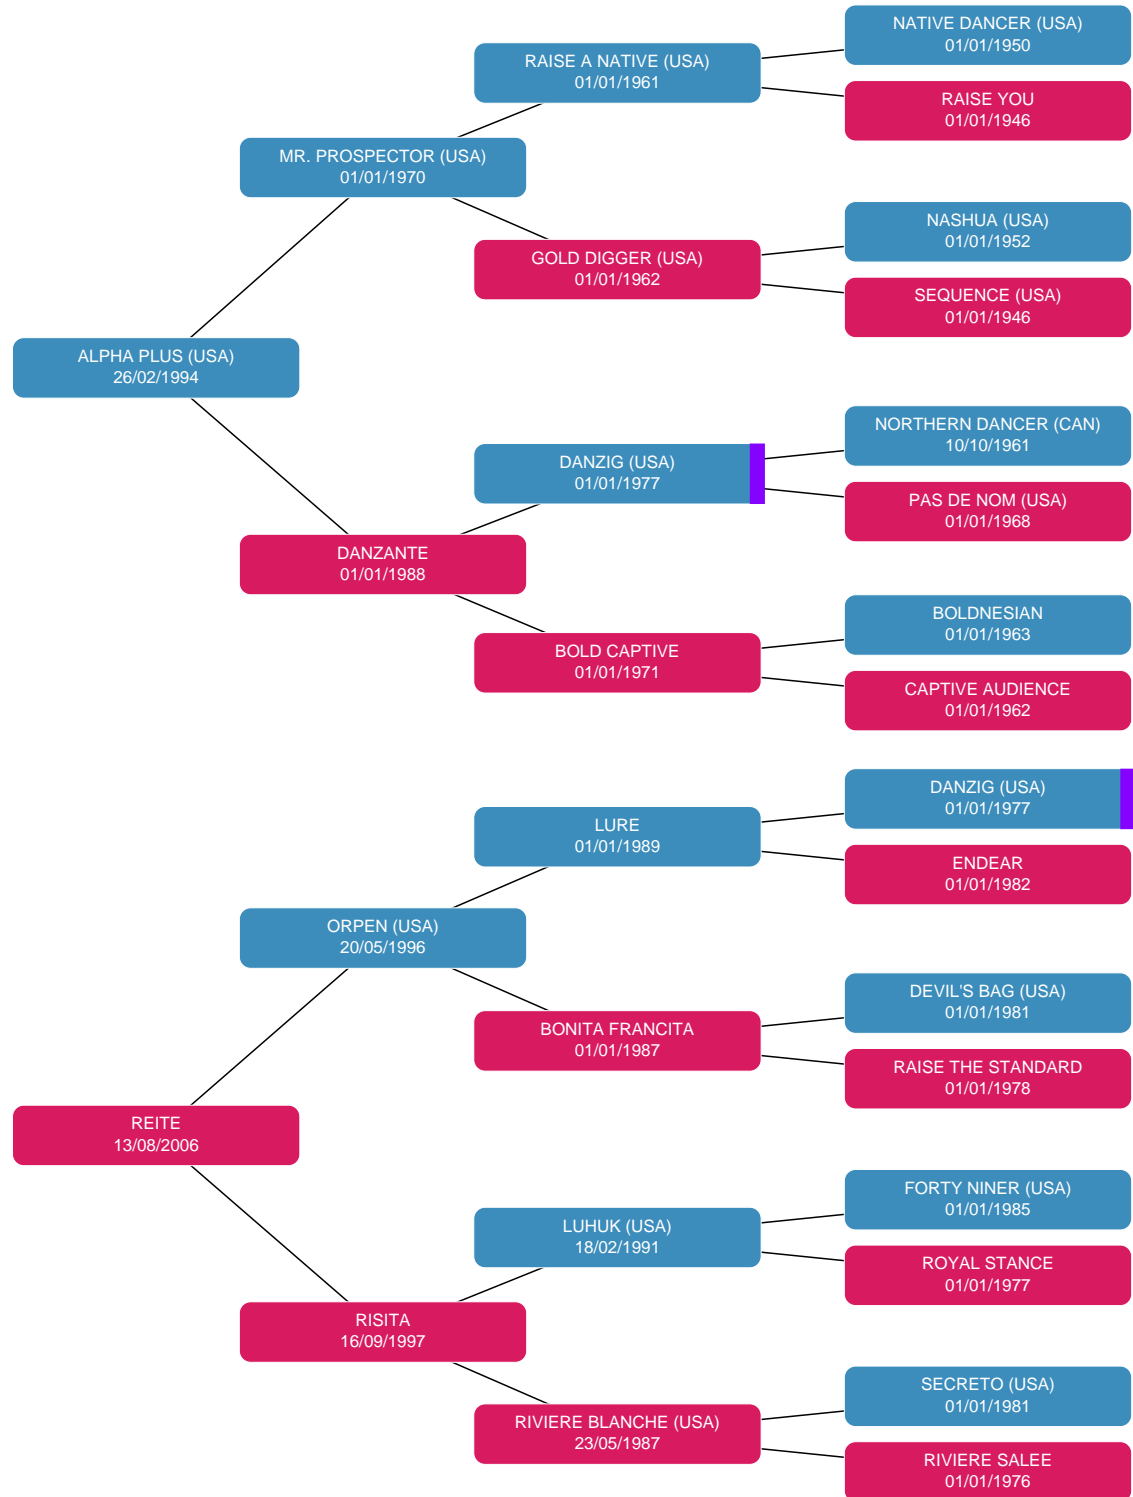 NATIVE DANCER (USA)
01/01/1950
RAISE A NATIVE (USA)
01/01/1961
RAISE YOU
01/01/1946
MR. PROSPECTOR (USA)
01/01/1970
NASHUA (USA)
01/01/1952
GOLD DIGGER (USA)
01/01/1962
SEQUENCE (USA)
01/01/1946
ALPHA PLUS (USA)
26/02/1994
NORTHERN DANCER (CAN)
10/10/1961
DANZIG (USA)
01/01/1977
PAS DE NOM (USA)
01/01/1968
DANZANTE
01/01/1988
BOLDNESIAN
01/01/1963
BOLD CAPTIVE
01/01/1971
CAPTIVE AUDIENCE
01/01/1962
DANZIG (USA)
01/01/1977
LURE
01/01/1989
ENDEAR
01/01/1982
ORPEN (USA)
20/05/1996
DEVIL'S BAG (USA)
01/01/1981
BONITA FRANCITA
01/01/1987
RAISE THE STANDARD
01/01/1978
REITE
13/08/2006
FORTY NINER (USA)
01/01/1985
LUHUK (USA)
18/02/1991
ROYAL STANCE
01/01/1977
RISITA
16/09/1997
SECRETO (USA)
01/01/1981
RIVIERE BLANCHE (USA)
23/05/1987
RIVIERE SALEE
01/01/1976